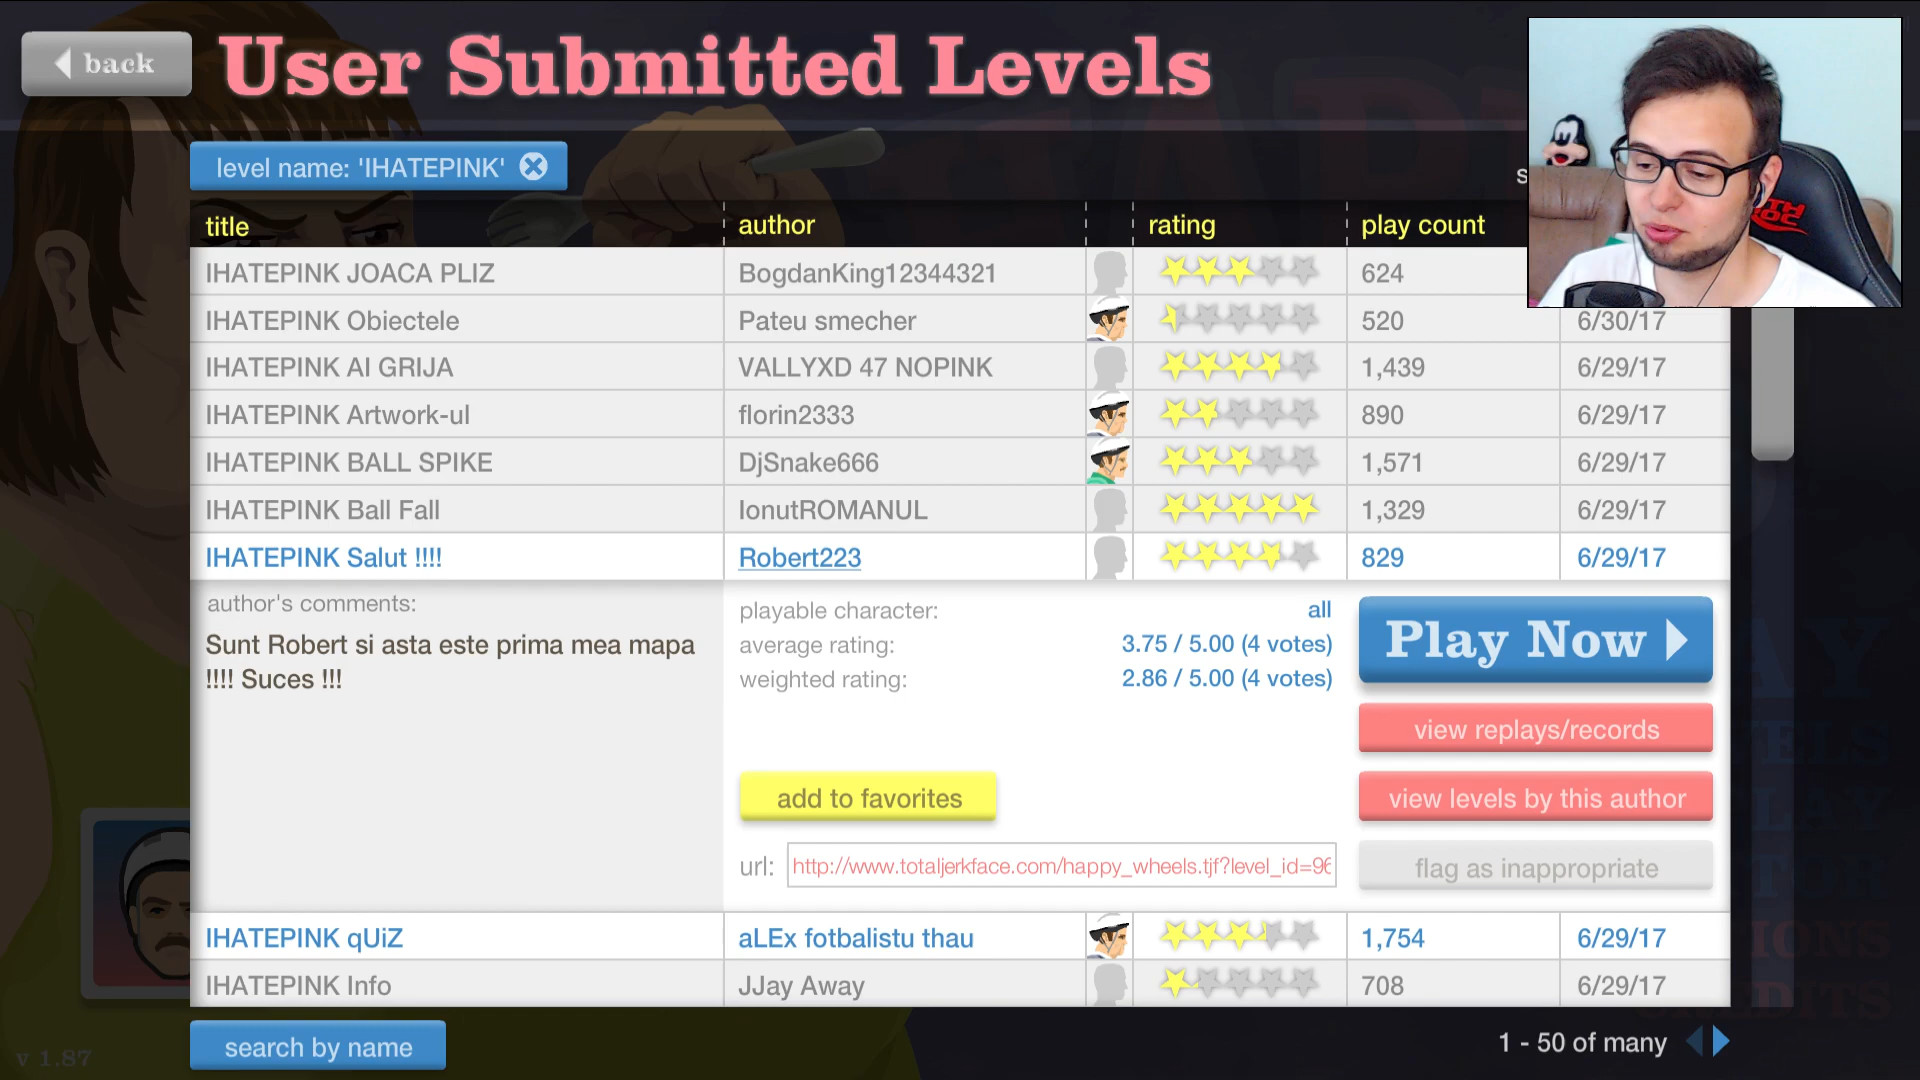 back
User Submitted Levels
level name: 'IHATEPINK'
s
title author rating play count
IHATEPINK JOACA PLIZ BogdanKing12344321 624
IHATEPINK Obiectele Pateu smecher 520 6/30/17
IHATEPINK AI GRIJA VALLYXD 47 NOPINK 1,439 6/29/17
IHATEPINK Artwork-ul florin2333 890 6/29/17
IHATEPINK BALL SPIKE DjSnake666 1,571 6/29/17
IHATEPINK Ball Fall IonutROMANUL 1,329 6/29/17
IHATEPINK Salut !!!! Robert223 829 6/29/17
author's comments:
Sunt Robert si asta este prima mea mapa
!!!! Suces !!!
playable character: all
average rating: 3.75 / 5.00 (4 votes)
weighted rating: 2.86 / 5.00 (4 votes)
Play Now
view replays/records
add to favorites
view levels by this author
url: http://www.totaljerkface.com/happy_wheels.tjf?level_id=96
flag as inappropriate
IHATEPINK qUiZ aLEx fotbalistu thau 1,754 6/29/17
IHATEPINK Info JJay Away 708 6/29/17
search by name
1 - 50 of many
v 1.87